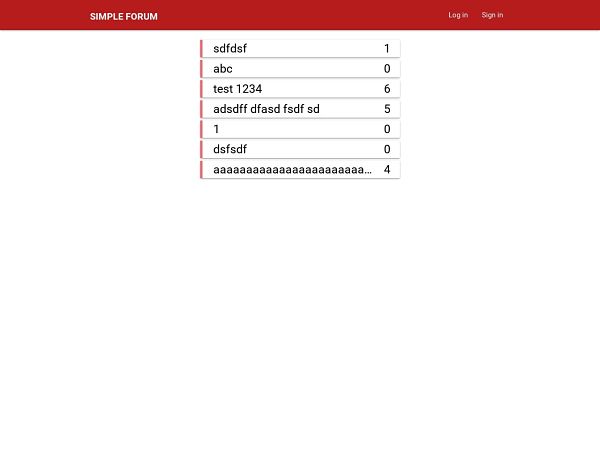 SIMPLE FORUM Log in Sign in
sdfdsf 1
abc 0
test 1234 6
adsdff dfasd fsdf sd 5
1 0
dsfsdf 0
aaaaaaaaaaaaaaaaaaaaaaa... 4